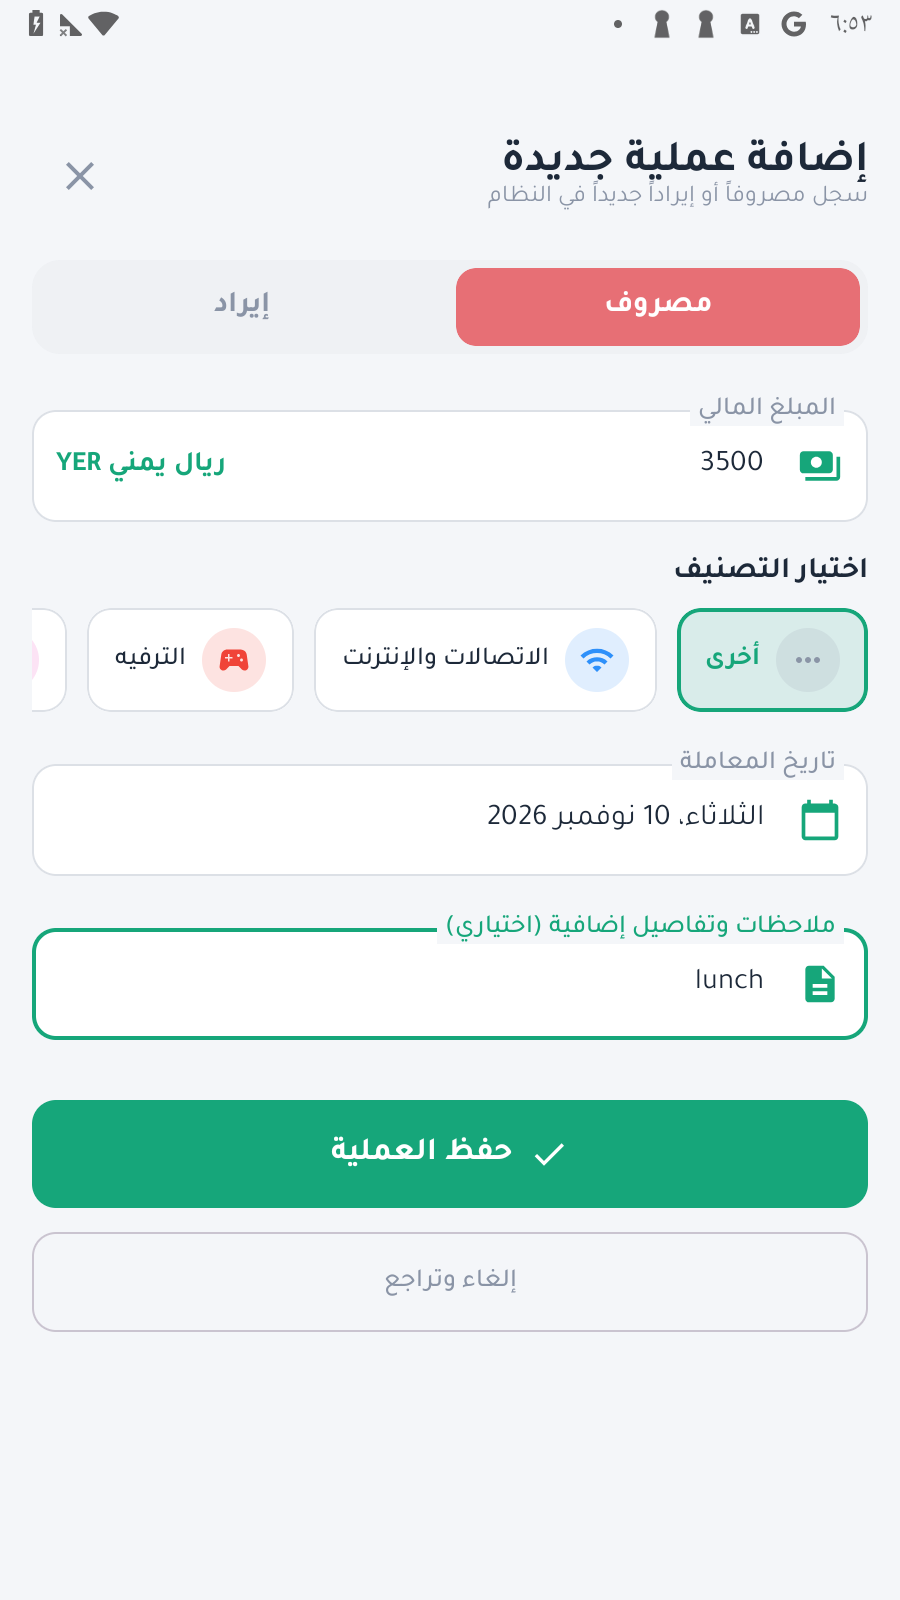 ٦:٥٣
إضافة عملية جديدة
سجل مصروفاً أو إيراداً جديداً في النظام
مصروف
إيراد
المبلغ المالي
3500
ريال يمني YER
اختيار التصنيف
أخرى
الاتصالات والإنترنت
الترفيه
تاريخ المعاملة
الثلاثاء، 10 نوفمبر 2026
ملاحظات وتفاصيل إضافية (اختياري)
lunch
حفظ العملية
إلغاء وتراجع